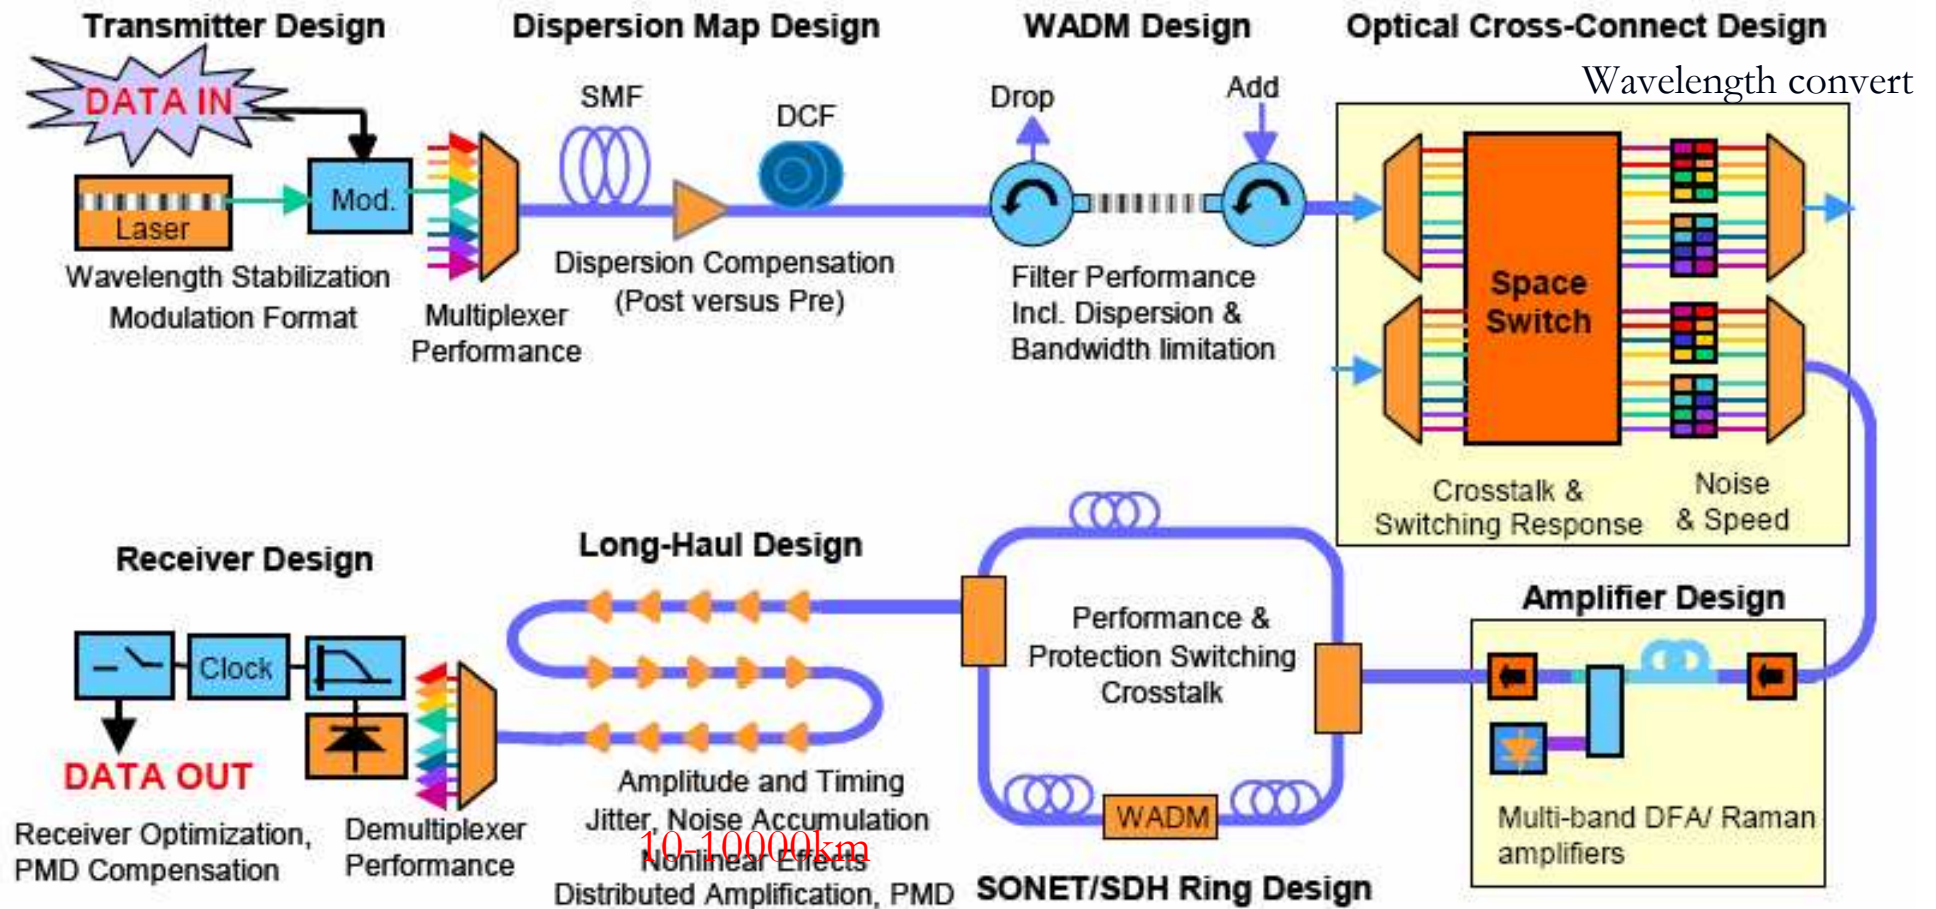 Transmitter Design
Dispersion Map Design
WADM Design
Optical Cross-Connect Design
Wavelength convert
DATA IN
SMF
DCF
Drop
Add
Mod.
Laser
Wavelength Stabilization
Modulation Format
Multiplexer
Performance
Dispersion Compensation
(Post versus Pre)
Filter Performance
Incl. Dispersion &
Bandwidth limitation
Space
Switch
Crosstalk &
Switching Response
Noise
& Speed
Receiver Design
Long-Haul Design
Amplifier Design
Clock
DATA OUT
Receiver Optimization,
PMD Compensation
Demultiplexer
Performance
Amplitude and Timing
Jitter, Noise Accumulation
10-10000km
Nonlinear Effects
Distributed Amplification, PMD
Performance &
Protection Switching
Crosstalk
WADM
SONET/SDH Ring Design
Multi-band DFA/ Raman
amplifiers